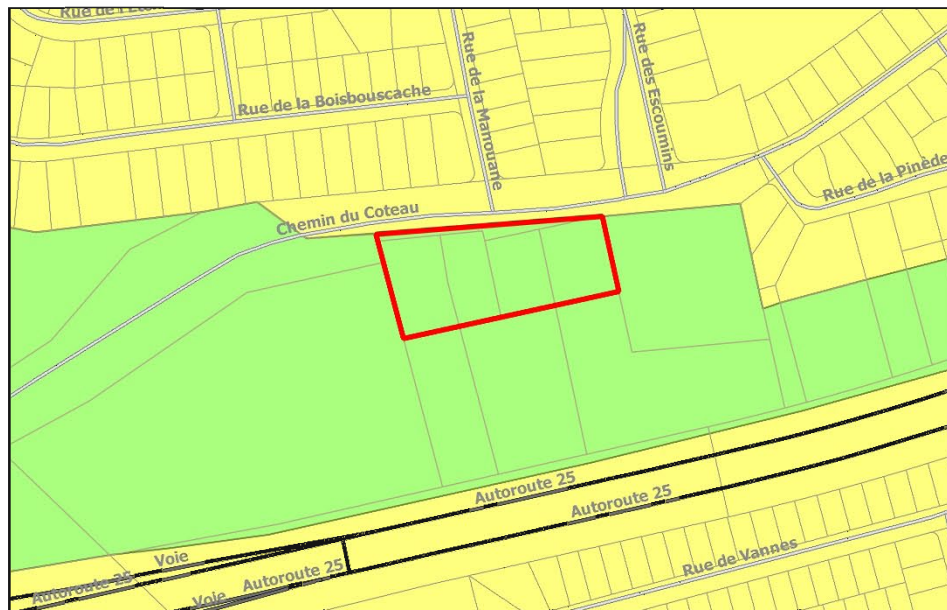 Rue de la Boisbouscache
Rue de la Manouane
Rue des Escoumins
Rue de la Pinède
Chemin du Coteau
Autoroute 25
Autoroute 25
Voie
Autoroute 25
Autoroute 25
Voie
Rue de Vannes